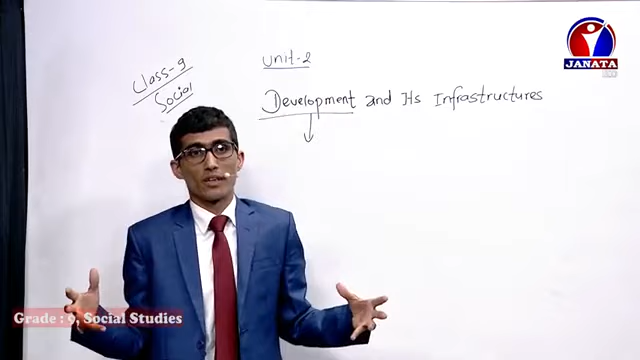 Class-9
Social
Unit-2
Development and Its Infrastructures
JANATA
Grade : 9, Social Studies